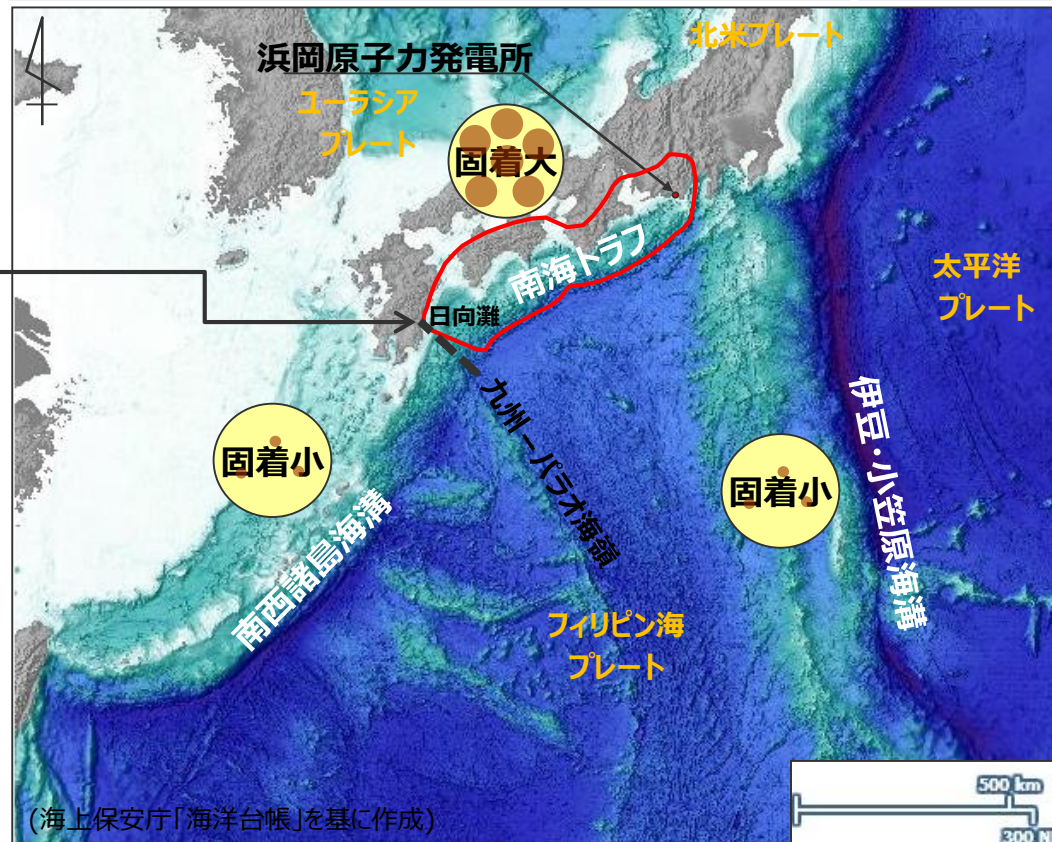 北米プレート
浜岡原子力発電所
ユーラシア
プレート
固着大
南海トラフ
太平洋
プレート
日向灘
九州－パラオ海嶺
伊豆・小笠原海溝
固着小
固着小
南西諸島海溝
フィリピン海
プレート
(海上保安庁「海洋台帳」を基に作成)
500 km
300 N